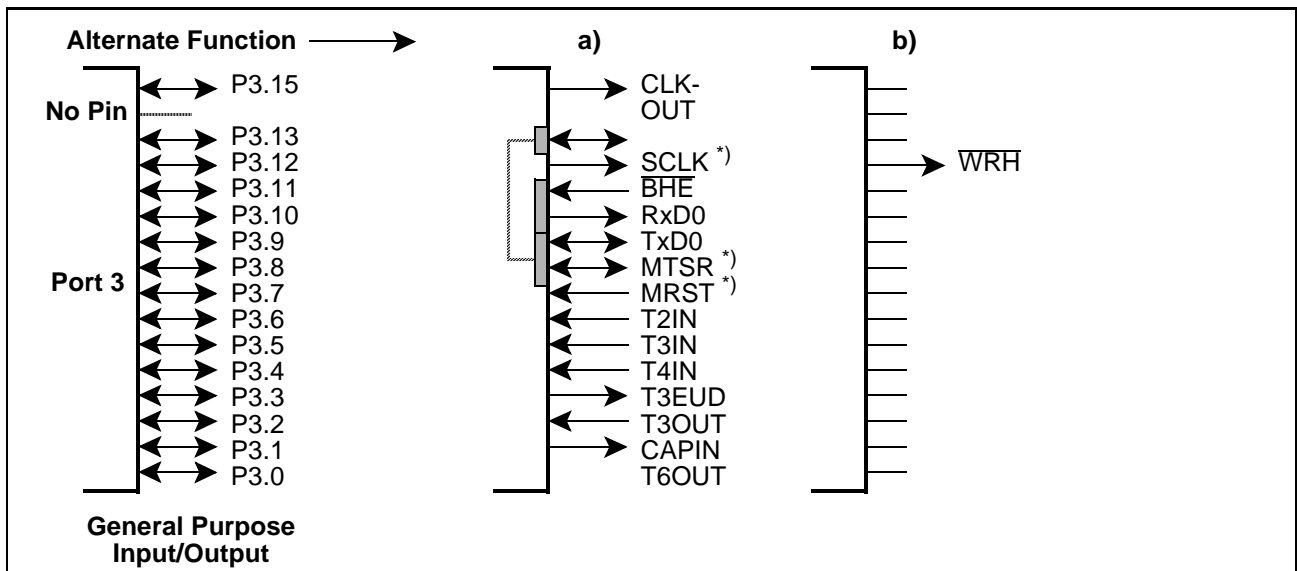 Alternate Function
a)
b)
No Pin
Port 3
P3.15
P3.13
P3.12
P3.11
P3.10
P3.9
P3.8
P3.7
P3.6
P3.5
P3.4
P3.3
P3.2
P3.1
P3.0
General Purpose
Input/Output
CLK-
OUT
SCLK *)
BHE
RxD0
TxD0
MTSR *)
MRST *)
T2IN
T3IN
T4IN
T3EUD
T3OUT
CAPIN
T6OUT
WRH